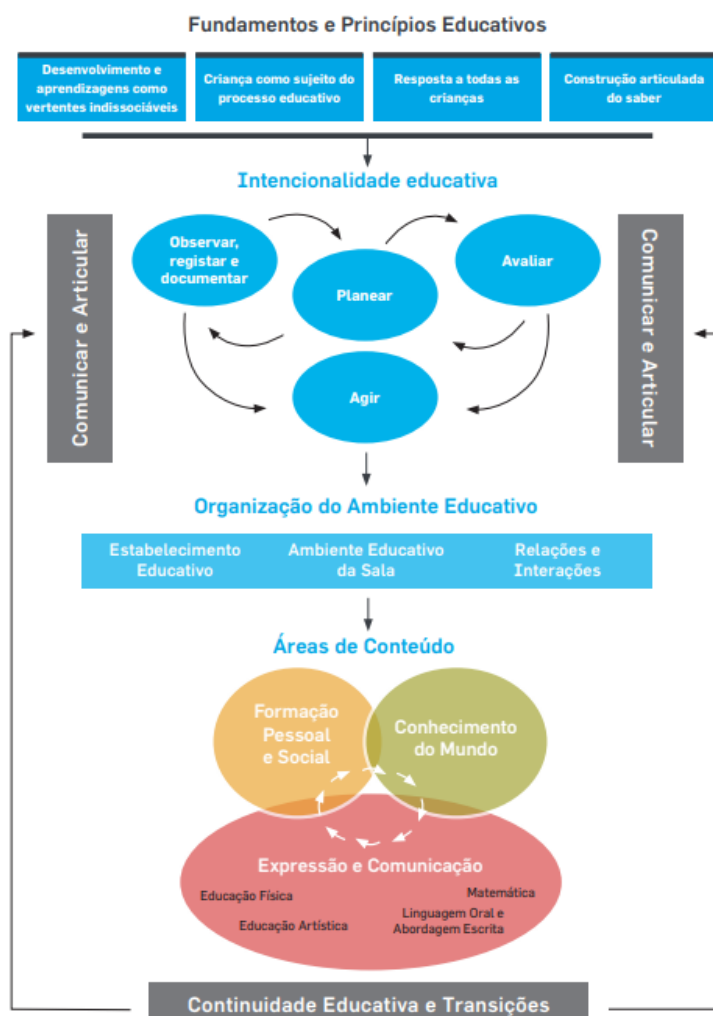 Fundamentos e Princípios Educativos
Desenvolvimento e
aprendizagens como
vertentes indissociáveis
Criança como sujeito do
processo educativo
Resposta a todas as
crianças
Construção articulada
do saber
Intencionalidade educativa
Comunicar e Articular
Observar,
registar e
documentar
Planear
Avaliar
Agir
Comunicar e Articular
Organização do Ambiente Educativo
Estabelecimento
Educativo
Ambiente Educativo
da Sala
Relações e
Interações
Áreas de Conteúdo
Formação
Pessoal
e Social
Conhecimento
do Mundo
Expressão e Comunicação
Educação Física
Educação Artística
Matemática
Linguagem Oral e
Abordagem Escrita
Continuidade Educativa e Transições